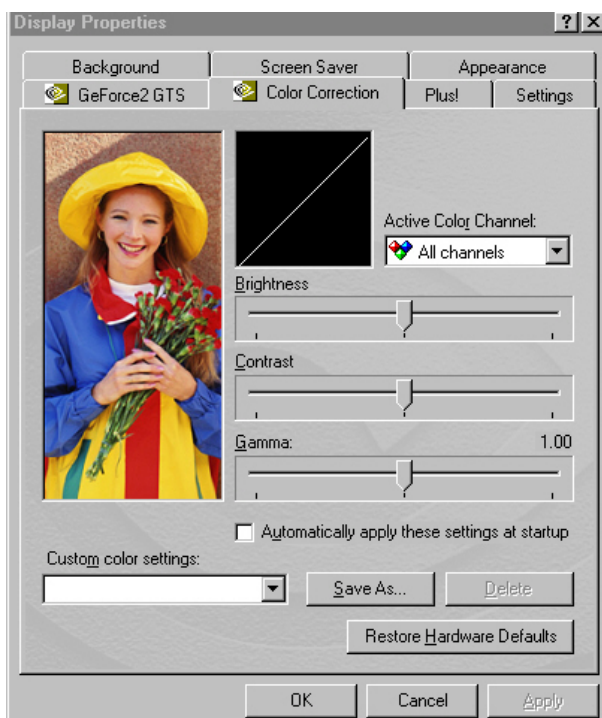 Display Properties
Background
Screen Saver
Appearance
GeForce2 GTS
Color Correction
Plus!
Settings
Active Color Channel:
All channels
Brightness
Contrast
Gamma:
1.00
Automatically apply these settings at startup
Custom color settings:
Save As...
Delete
Restore Hardware Defaults
OK
Cancel
Apply